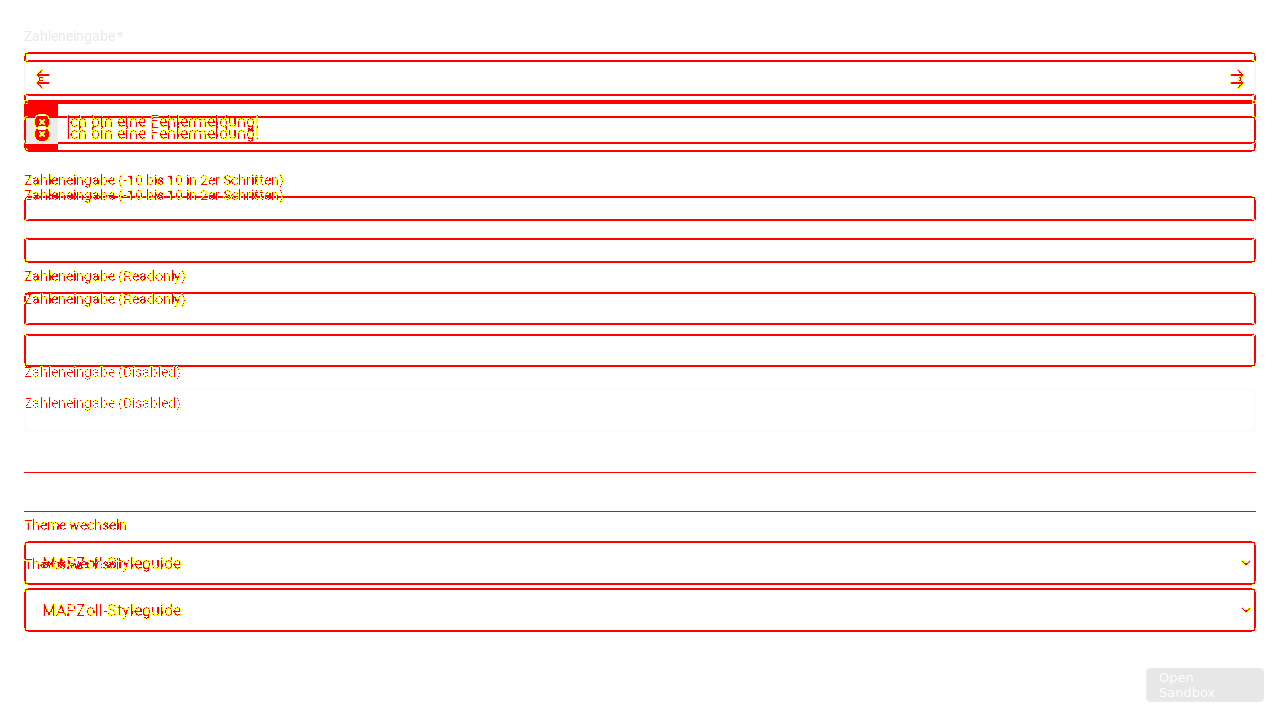 Zahleneingabe*
Ich bin eine Fehlermeldung!
Ich bin eine Fehlermeldung!
Zahleneingabe (-10 bis 10 in 2er Schritten)
Zahleneingabe (-10 bis 10 in 2er Schritten)
Zahleneingabe (Readonly)
Zahleneingabe (Readonly)
Zahleneingabe (Disabled)
Zahleneingabe (Disabled)
Theme wechseln
MAPZoll-Styleguide
Theme wechseln
MAPZoll-Styleguide
Open
Sandbox